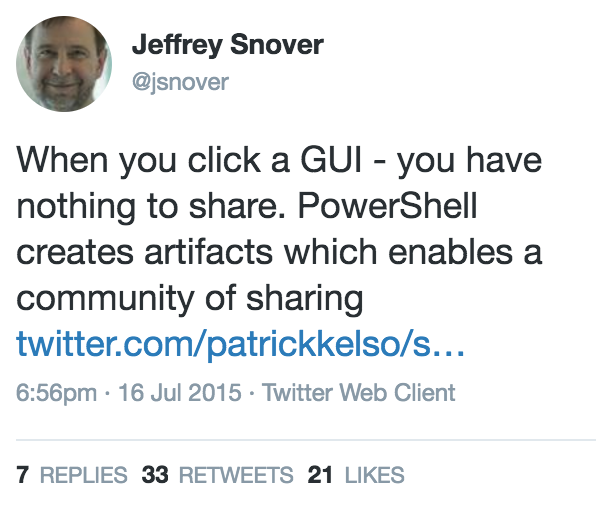 Jeffrey Snover
@jsnover
When you click a GUI - you have
nothing to share. PowerShell
creates artifacts which enables a
community of sharing
twitter.com/patrickkelso/s...
6:56pm · 16 Jul 2015 · Twitter Web Client
7 REPLIES 33 RETWEETS 21 LIKES